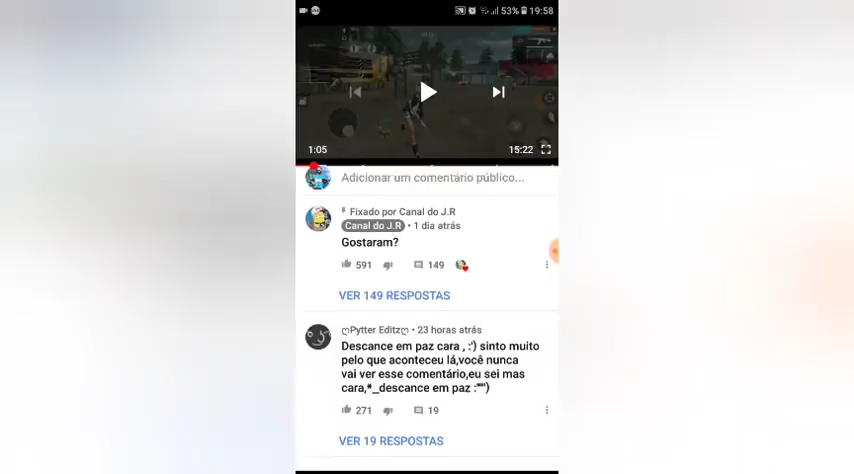 53% 19:58
1:05
15:22
Adicionar um comentário público...
Fixado por Canal do J.R
Canal do J.R • 1 dia atrás
Gostaram?
591
149
VER 149 RESPOSTAS
ღPytter Editzღ • 23 horas atrás
Descance em paz cara , :') sinto muito
pelo que aconteceu lá,você nunca
vai ver esse comentário,eu sei mas
cara,*_descance em paz :'"')
271
19
VER 19 RESPOSTAS